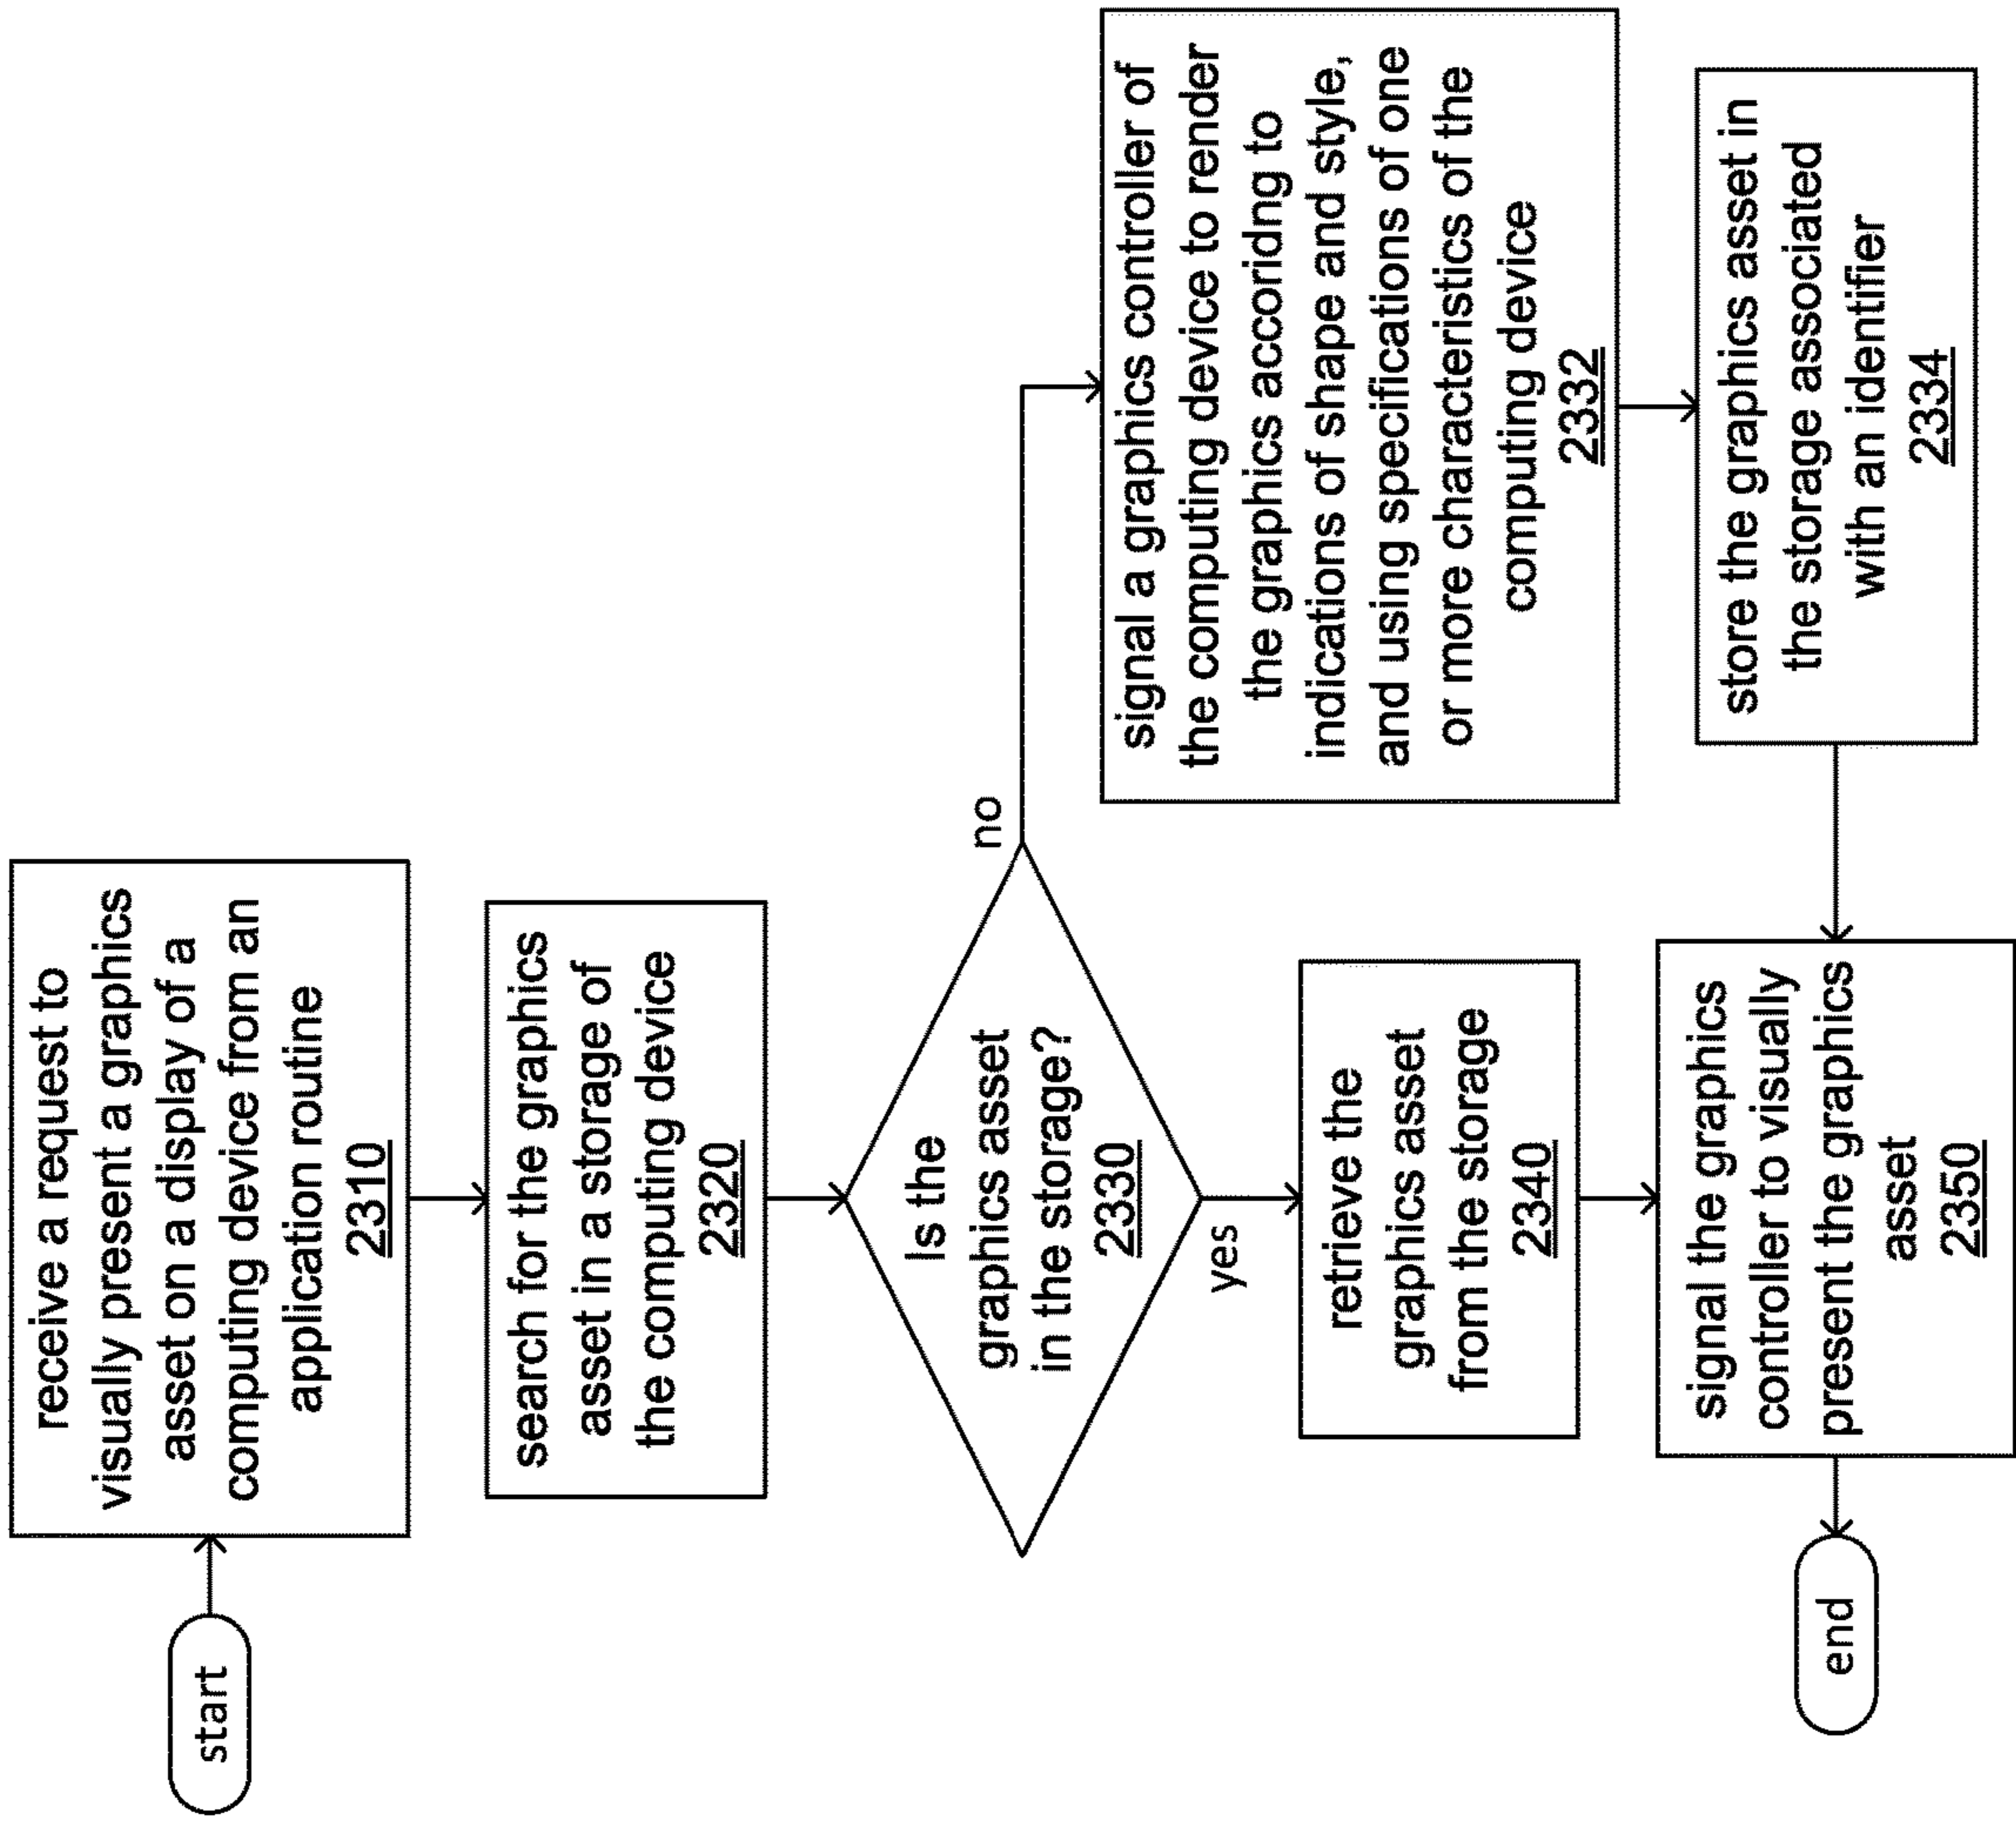 start
receive a request to
visually present a graphics
asset on a display of a
computing device from an
application routine
2310
search for the graphics
asset in a storage of
the computing device
2320
Is the
graphics asset
in the storage?
2330
no
signal a graphics controller of
the computing device to render
the graphics accoridng to
indications of shape and style,
and using specifications of one
or more characteristics of the
computing device
2332
store the graphics asset in
the storage associated
with an identifier
2334
yes
retrieve the
graphics asset
from the storage
2340
signal the graphics
controller to visually
present the graphics
asset
2350
end